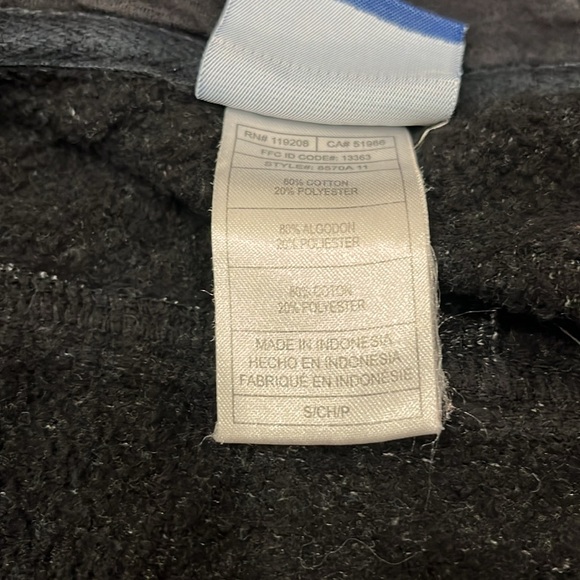 RN# 119208 CA# 51986
FFC ID CODE#: 13363
STYLE#: 8570A 11
80% COTTON
20% POLYESTER
80% ALGODON
20% POLIESTER
80% COTON
20% POLYESTER
MADE IN INDONESIA
HECHO EN INDONESIA
FABRIQUÉ EN INDONÉSIE
S/CH/P